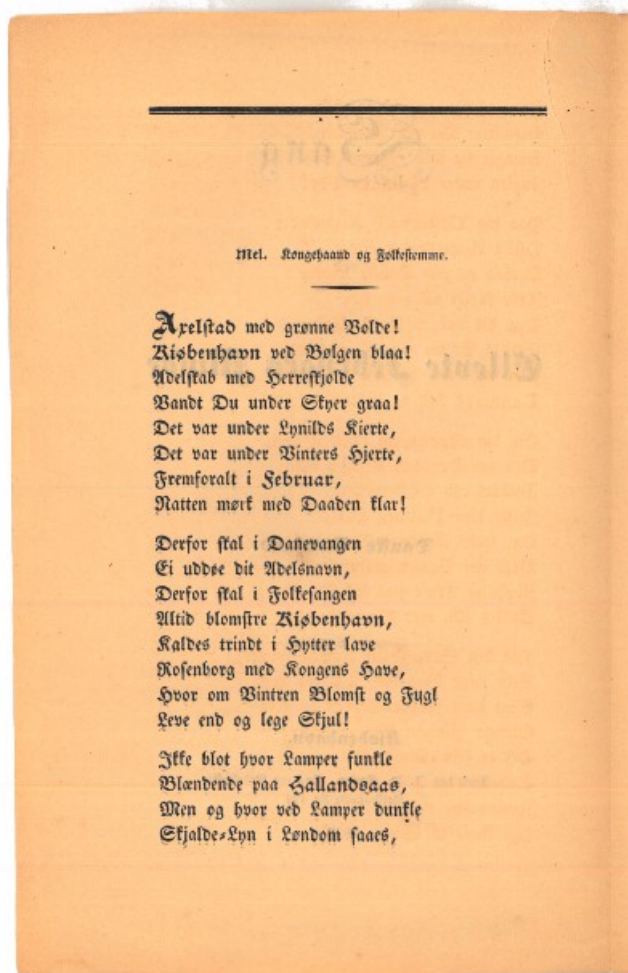 Mel. Kongehaand og Folkestemme.
Axelstad med grønne Volde!
Kiøbenhavn ved Bølgen blaa!
Adelskab med Herreskjolde
Vandt Du under Skyer graa!
Det var under Lynilds Kierte,
Det var under Vinters Hjerte,
Fremforalt i Februar,
Natten mørk med Daaden klar!
Derfor skal i Danevangen
Ei uddøe dit Adelsnavn,
Derfor skal i Folkesangen
Altid blomstre Kiøbenhavn,
Kaldes trindt i Hytter lave
Rosenborg med Kongens Have,
Hvor om Vintren Blomst og Fugl
Leve end og lege Skjul!
Ikke blot hvor Lamper funkle
Blændende paa Hallandsaas,
Men og hvor ved Lamper dunkle
Skjalde-Lyn i Løndom saaes,